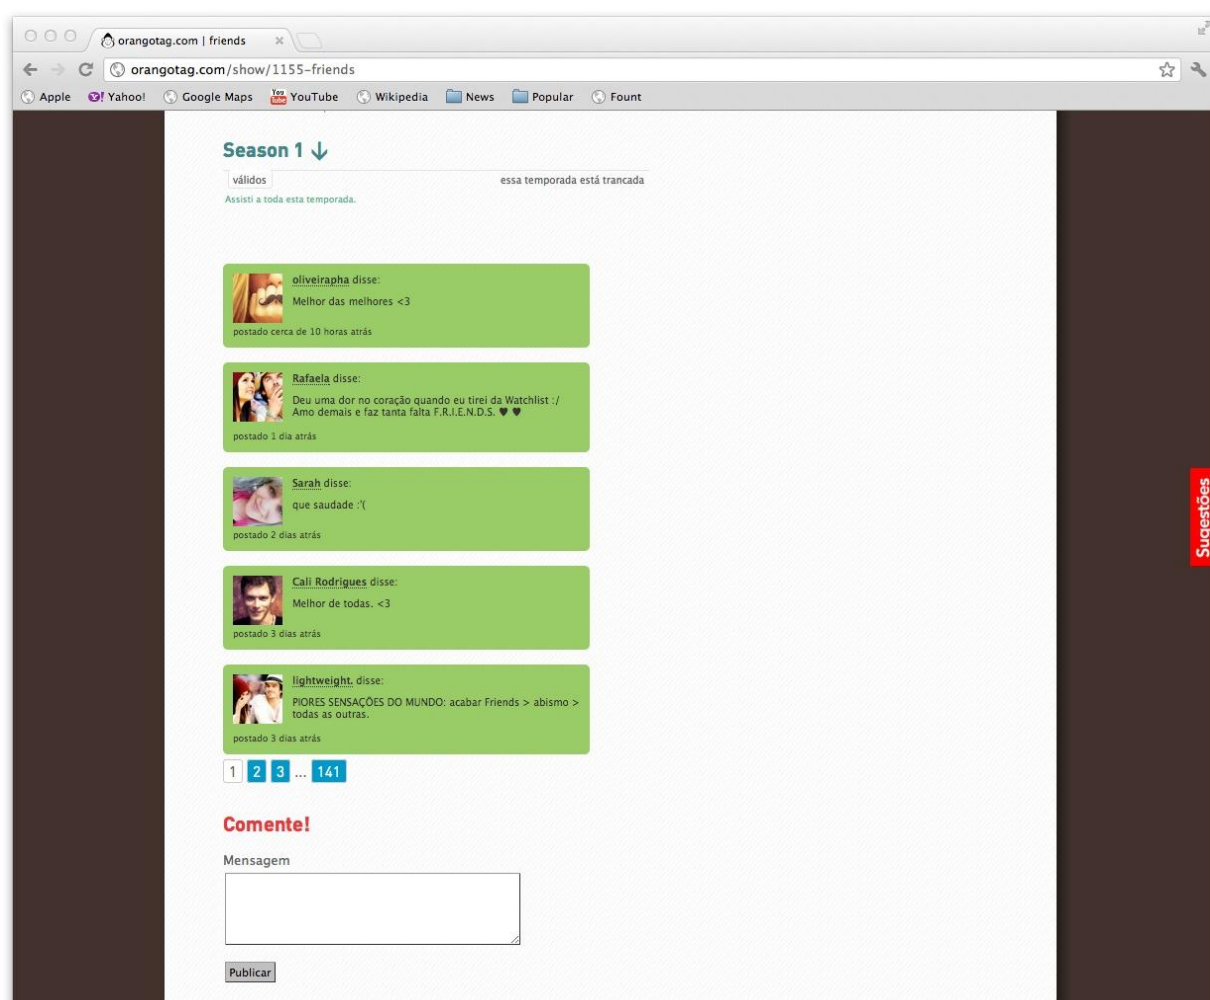 orangotag.com | friends
orangotag.com/show/1155-friends
Apple Yahoo! Google Maps YouTube Wikipedia News Popular Fount
Season 1 ↓
válidos essa temporada está trancada
Assisti a toda esta temporada.
oliveirapha disse:
Melhor das melhores <3
postado cerca de 10 horas atrás
Rafaela disse:
Deu uma dor no coração quando eu tirei da Watchlist :/
Amo demais e faz tanta falta F.R.I.E.N.D.S. ♥ ♥
postado 1 dia atrás
Sarah disse:
que saudade :'(
postado 2 dias atrás
Sugestões
Cali Rodrigues disse:
Melhor de todas. <3
postado 3 dias atrás
lightweight. disse:
PIORES SENSAÇÕES DO MUNDO: acabar Friends > abismo >
todas as outras.
postado 3 dias atrás
1 2 3 ... 141
Comente!
Mensagem
Publicar